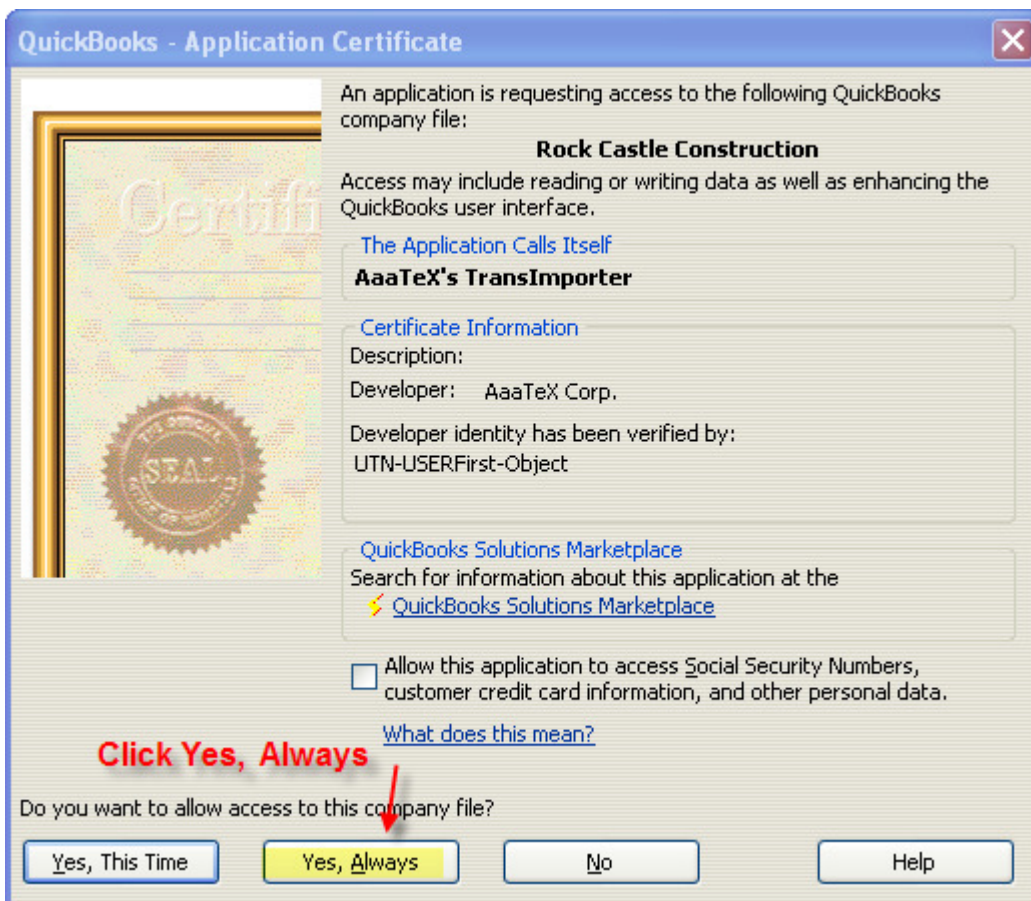 QuickBooks - Application Certificate
An application is requesting access to the following QuickBooks
company file:
Rock Castle Construction
Access may include reading or writing data as well as enhancing the
QuickBooks user interface.
The Application Calls Itself
AaaTeX's TransImporter
Certificate Information
Description:
Developer: AaaTeX Corp.
Developer identity has been verified by:
UTN-USERFirst-Object
Certifi
THE OFFICIAL
SEAL
QuickBooks Solutions Marketplace
Search for information about this application at the
QuickBooks Solutions Marketplace
Allow this application to access Social Security Numbers,
customer credit card information, and other personal data.
What does this mean?
Click Yes, Always
Do you want to allow access to this company file?
Yes, This Time
Yes, Always
No
Help